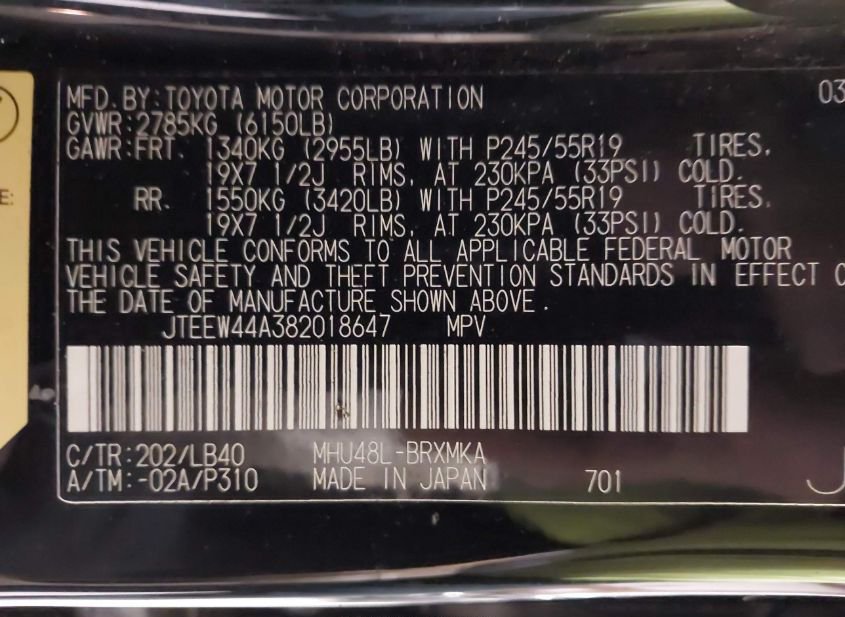 MFD.BY:TOYOTA MOTOR CORPORATION 03
GVWR:2785KG (6150LB)
GAWR:FRT. 1340KG (2955LB) WITH P245/55R19 TIRES,
19X7 1/2J RIMS, AT 230KPA (33PSI) COLD.
RR. 1550KG (3420LB) WITH P245/55R19 TIRES,
19X7 1/2J RIMS, AT 230KPA (33PSI) COLD.
THIS VEHICLE CONFORMS TO ALL APPLICABLE FEDERAL MOTOR
VEHICLE SAFETY AND THEFT PREVENTION STANDARDS IN EFFECT
THE DATE OF MANUFACTURE SHOWN ABOVE.
JTEEW44A382018647 MPV
C/TR:202/LB40 MHU48L-BRXMKA
A/TM:-02A/P310 MADE IN JAPAN 701